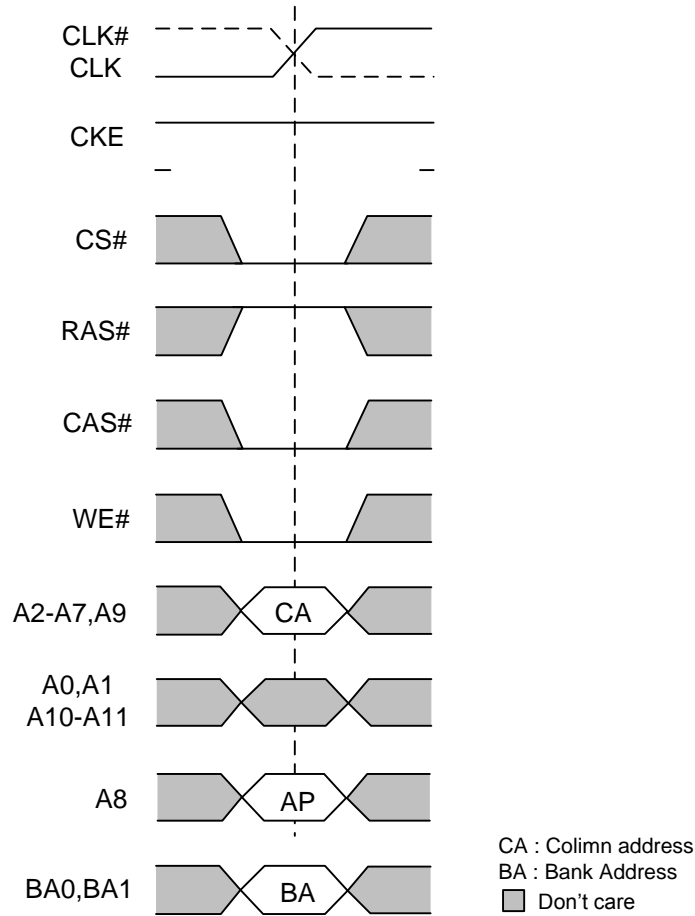 CLK#
CLK
CKE
CS#
RAS#
CAS#
WE#
A2-A7,A9
CA
A0,A1
A10-A11
A8
AP
BA0,BA1
BA
CA : Colimn address
BA : Bank Address
Don't care